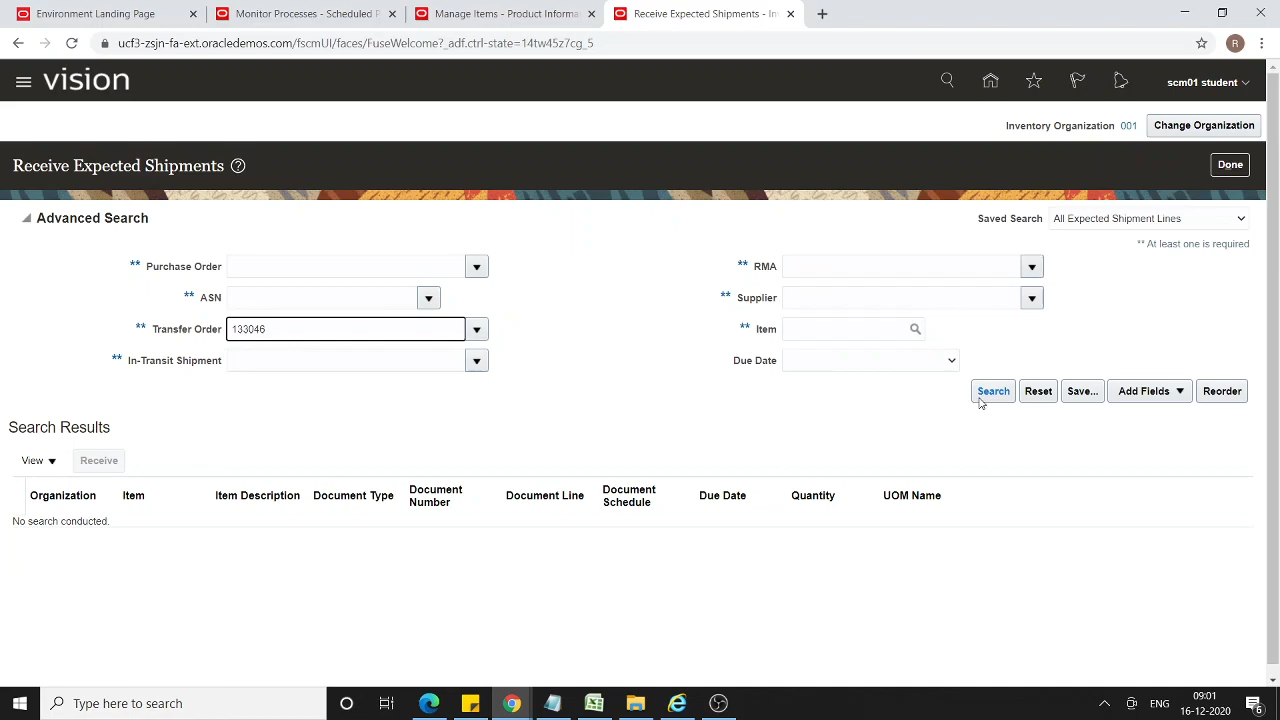 Environment Landing Page
Monitor Processes - Scheduled P
Manage Items - Product Informa
Receive Expected Shipments - In
ucf3-zsjn-fa-ext.oracledemos.com/fscmUI/faces/FuseWelcome?_adf.ctrl-state=14tw45z7cg_5
R
vision
scm01 student
Inventory Organization 001 Change Organization
Receive Expected Shipments
Done
Advanced Search
Saved Search All Expected Shipment Lines
** At least one is required
** Purchase Order
** RMA
** ASN
** Supplier
** Transfer Order 133046
** Item
** In-Transit Shipment
Due Date
Search Reset Save... Add Fields Reorder
Search Results
View Receive
Organization Item Item Description Document Type Document Number Document Line Document Schedule Due Date Quantity UOM Name
No search conducted.
Type here to search
ENG
09:01
16-12-2020
6